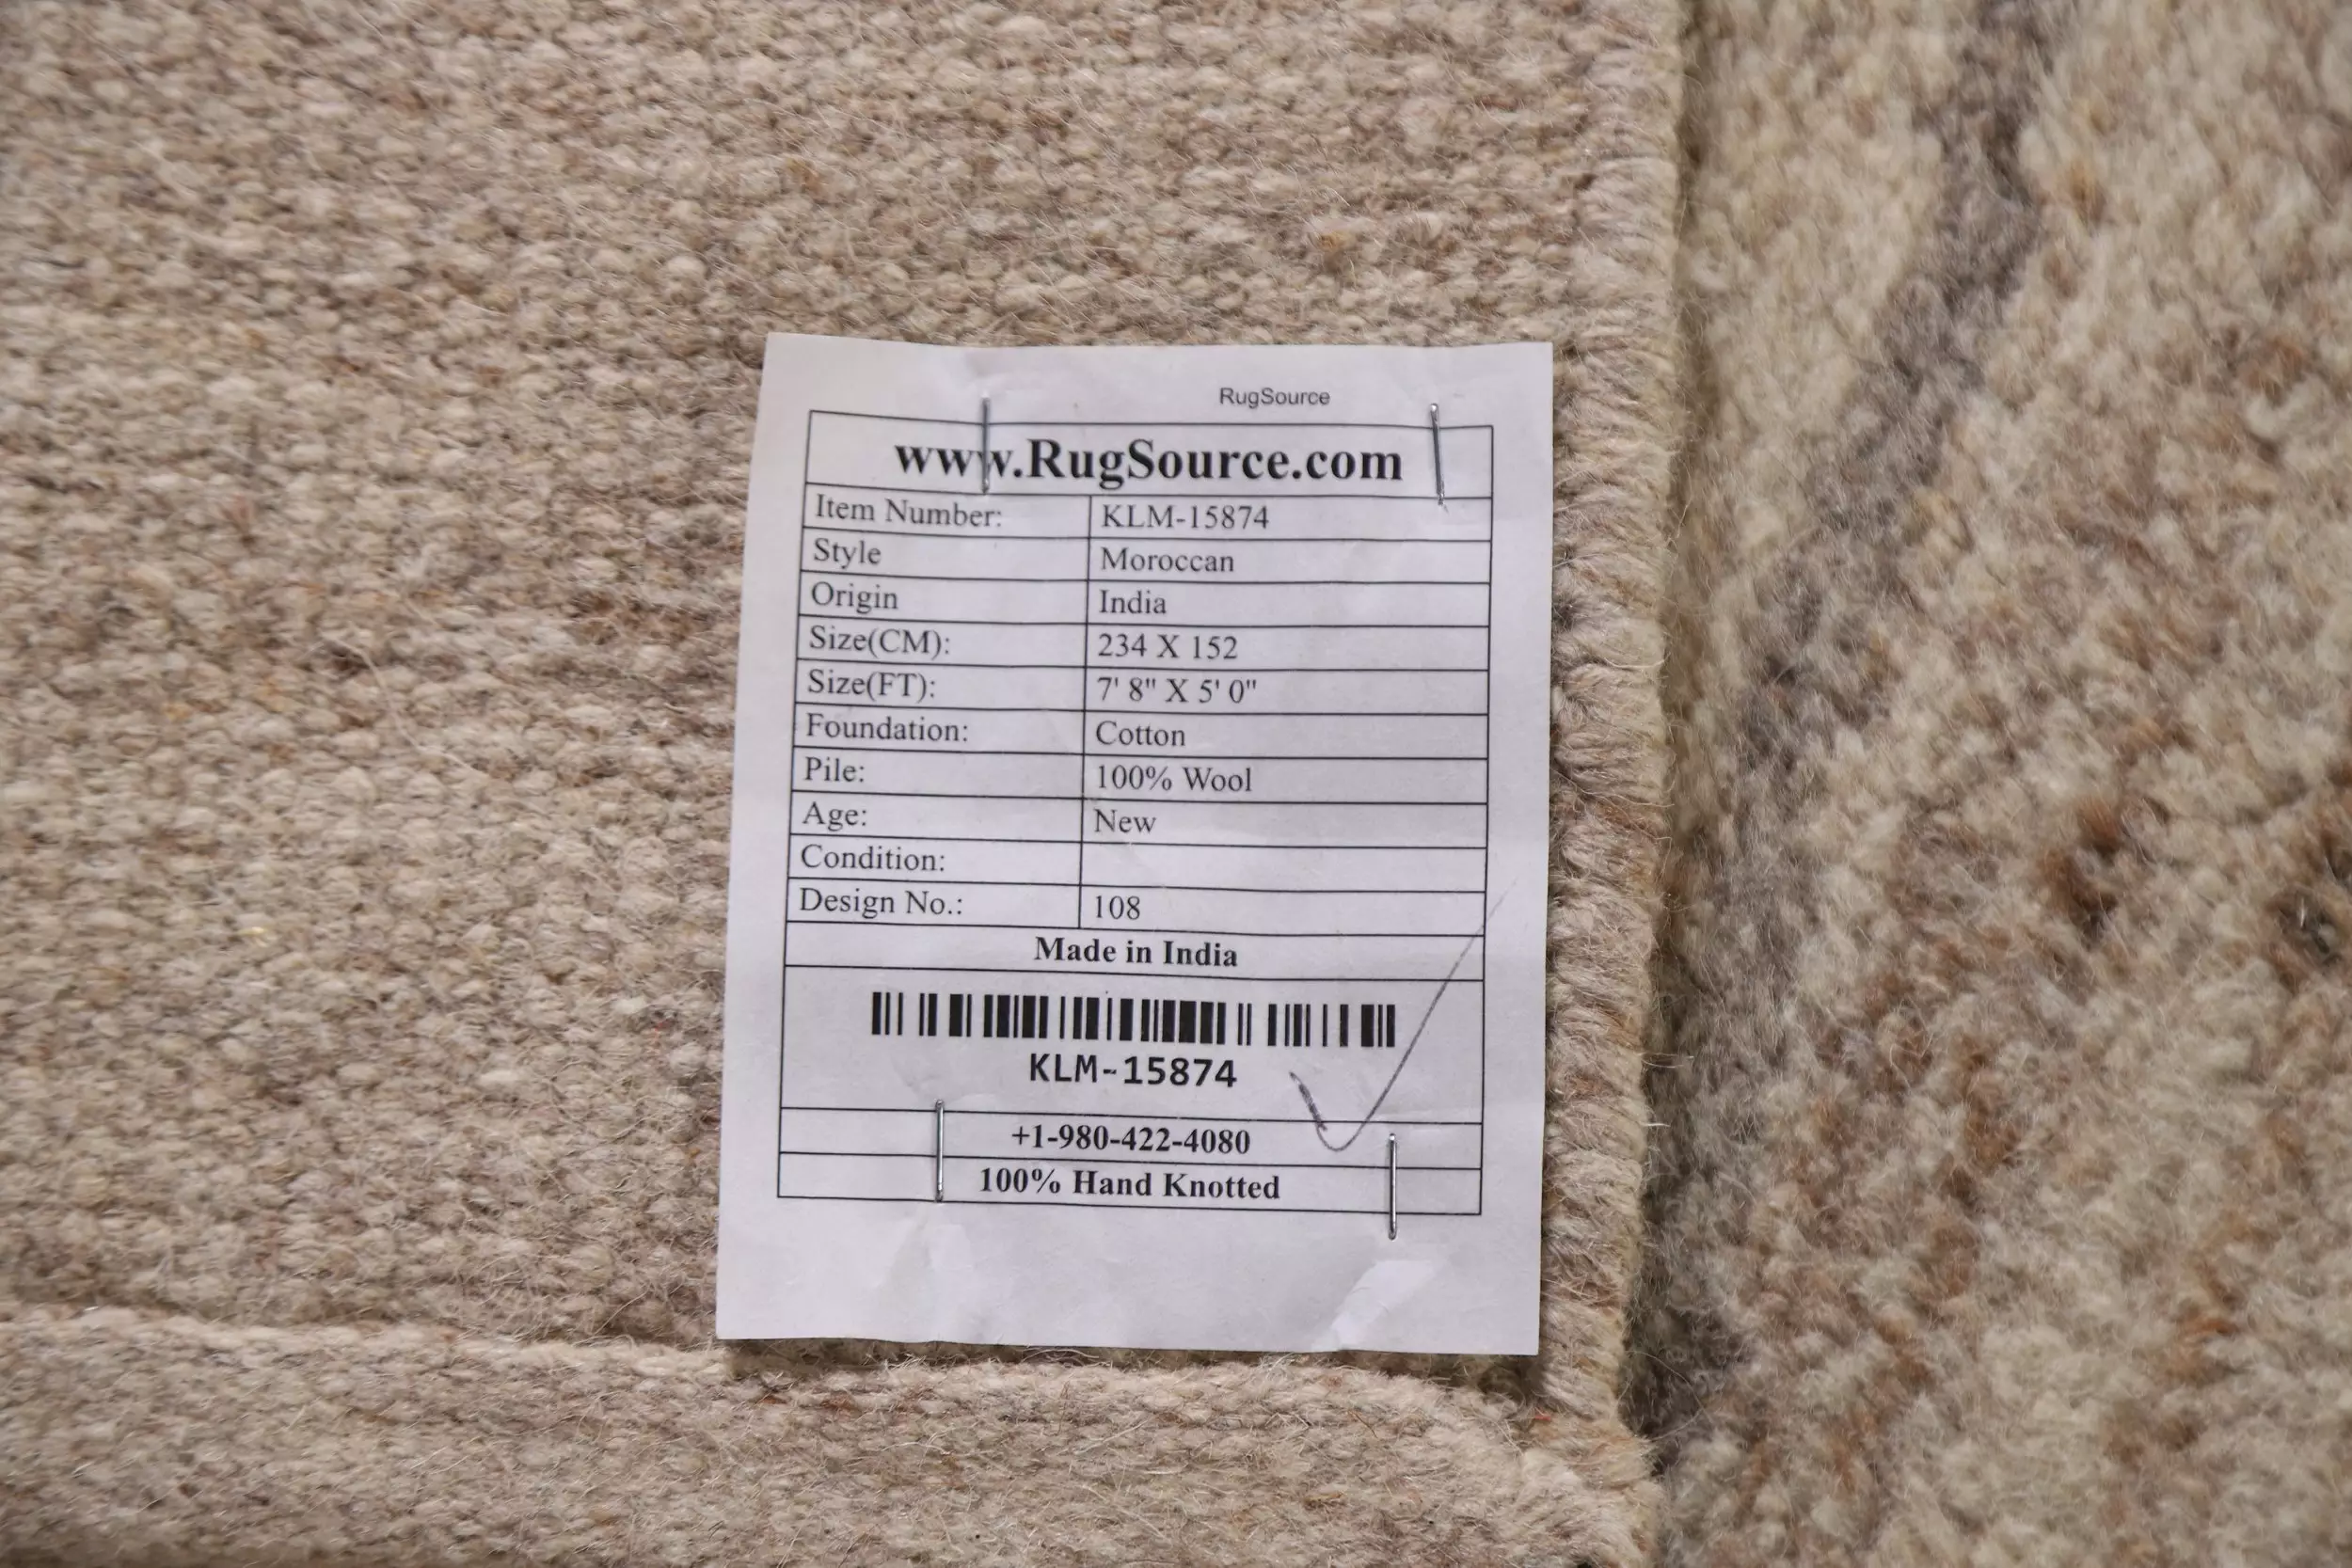 RugSource
www.RugSource.com
Item Number: KLM-15874
Style Moroccan
Origin India
Size(CM): 234 X 152
Size(FT): 7' 8" X 5' 0"
Foundation: Cotton
Pile: 100% Wool
Age: New
Condition:
Design No.: 108
Made in India
KLM-15874
+1-980-422-4080
100% Hand Knotted